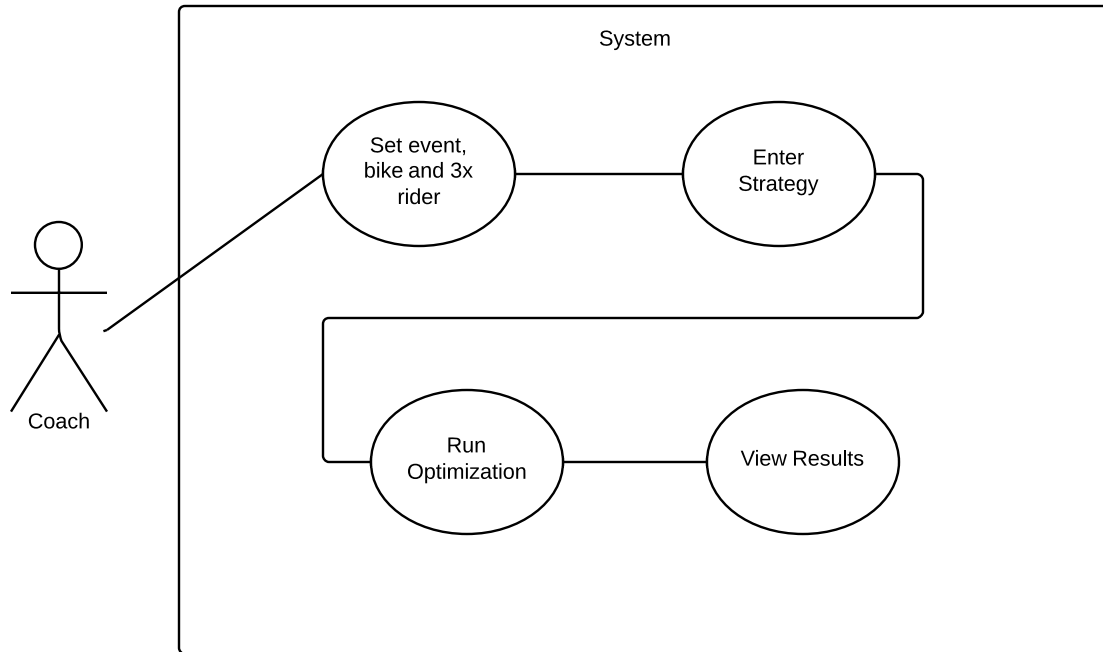 System
Set event,
bike and 3x
rider
Enter
Strategy
Coach
Run
Optimization
View Results